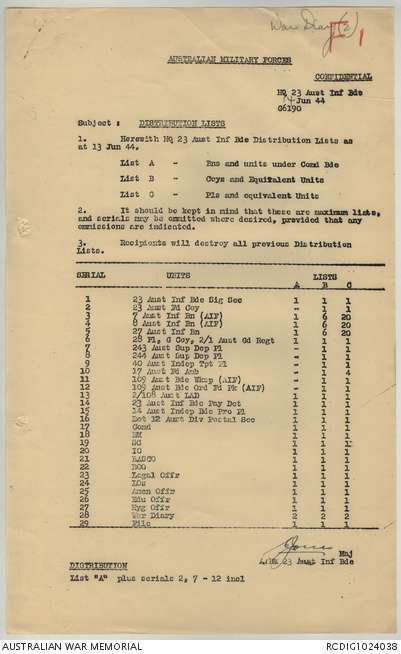 War Diary (2)
1
AUSTRALIAN MILITARY FORCES
CONFIDENTIAL
HQ 23 Aust Inf Bde
14 Jun 44
G6190
Subject : DISTRIBUTION LISTS
1. Herewith HQ 23 Aust Inf Bde Distribution Lists as
at 13 Jun 44.
List A - Bns and units under Comd Bde
List B - Coys and Equivalent Units
List C - Pls and equivalent Units
2. It should be kept in mind that these are maximum lists,
and serials may be omitted where desired, provided that any
ommissions are indicated.
3. Recipients will destroy all previous Distribution
Lists.
SERIAL UNITS LISTS
A B C
1 23 Aust Inf Bde Sig Sec 1 1 1
2 23 Aust Fd Coy - 1 1
3 7 Aust Inf Bn (AIF) 1 6 20
4 8 Aust Inf Bn (AIF) 1 6 20
5 27 Aust Inf Bn 1 6 20
6 28 Pl, G Coy, 2/1 Aust Gd Regt 1 1 1
7 243 Aust Sup Dep Pl - 1 1
8 244 Aust Sup Dep Pl - 1 1
9 40 Aust Indep Tpt Pl - 1 1
10 17 Aust Fd Amb - 1 4
11 109 Aust Bde Wksp (AIF) - 1 1
12 109 Aust Bde Ord Fd Pk (AIF) - 1 1
13 2/108 Aust LAD 1 1 1
14 23 Aust Inf Bde Pay Det 1 1 1
15 14 Aust Indep Bde Pro Pl 1 1 1
16 Det 12 Aust Div Postal Sec 1 1 1
17 Comd 1 1 1
18 BM 1 1 1
19 SC 1 1 1
20 IO 1 1 1
21 BASCO 1 1 1
22 BOO 1 1 1
23 Legal Offr 1 1 1
24 LOs 1 1 1
25 Amen Offr 1 1 1
26 Edu Offr 1 1 1
27 Hyg Offr 1 1 1
28 War Diary 2 2 2
29 File 1 1 1
Maj
23 Aust Inf Bde
DISTRIBUTION
List "A" plus serials 2, 7 - 12 incl
AUSTRALIAN WAR MEMORIAL
RCDIG1024038